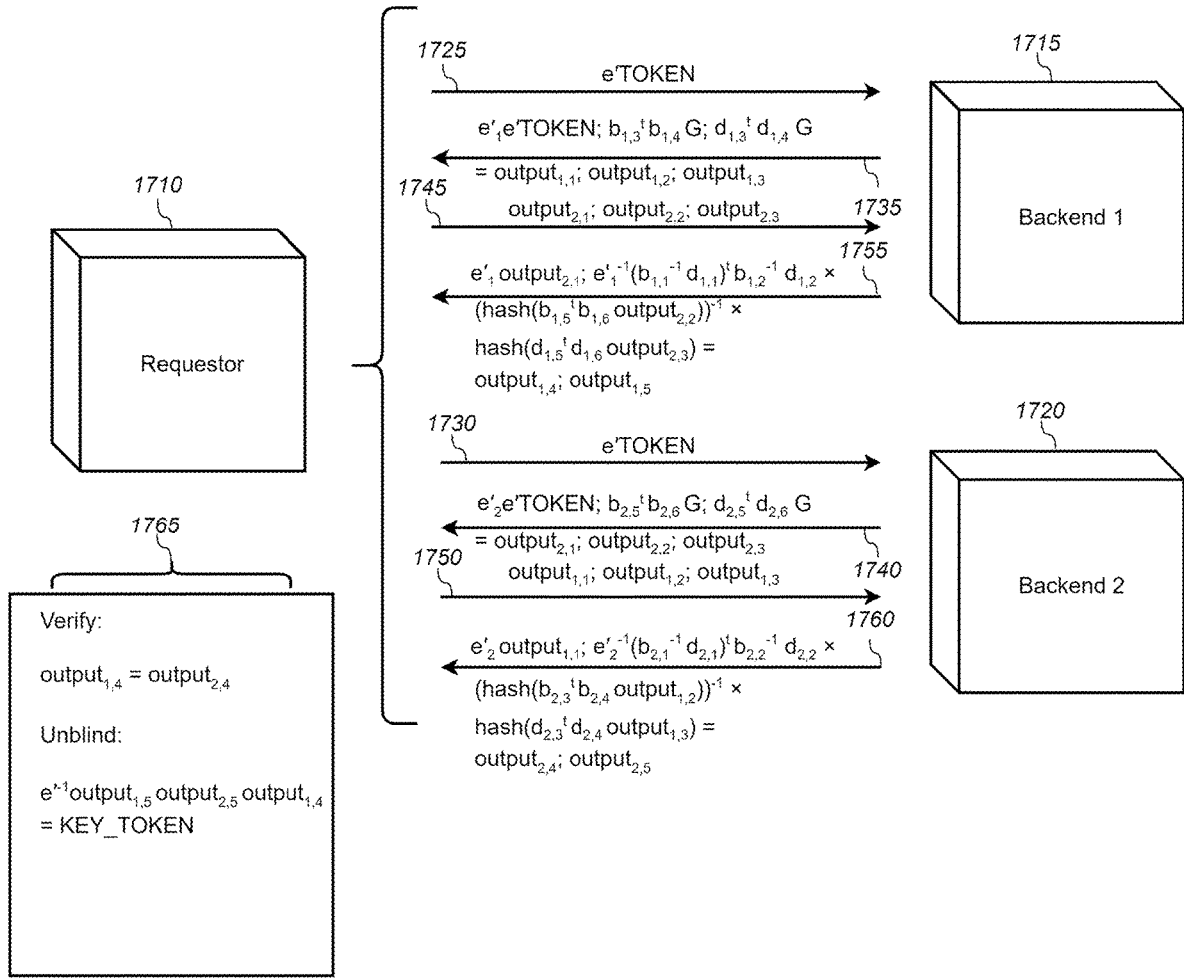 1725
e'TOKEN
1715
e'₁e'TOKEN; b₁,₃ᵗ b₁,₄ G; d₁,₃ᵗ d₁,₄ G
= output₁,₁; output₁,₂; output₁,₃
1735
Backend 1
1710
Requestor
1745
output₂,₁; output₂,₂; output₂,₃
1755
e'₁ output₂,₁; e'₁⁻¹(b₁,₁⁻¹ d₁,₁)ᵗ b₁,₂⁻¹ d₁,₂ ×
(hash(b₁,₅ᵗ b₁,₆ output₂,₂))⁻¹ ×
hash(d₁,₅ᵗ d₁,₆ output₂,₃) =
output₁,₄; output₁,₅
1730
e'TOKEN
1720
e'₂e'TOKEN; b₂,₅ᵗ b₂,₆ G; d₂,₅ᵗ d₂,₆ G
= output₂,₁; output₂,₂; output₂,₃
1740
Backend 2
1750
output₁,₁; output₁,₂; output₁,₃
1760
e'₂ output₁,₁; e'₂⁻¹(b₂,₁⁻¹ d₂,₁)ᵗ b₂,₂⁻¹ d₂,₂ ×
(hash(b₂,₃ᵗ b₂,₄ output₁,₂))⁻¹ ×
hash(d₂,₃ᵗ d₂,₄ output₁,₃) =
output₂,₄; output₂,₅
1765
Verify:
output₁,₄ = output₂,₄
Unblind:
e'⁻¹output₁,₅ output₂,₅ output₁,₄
= KEY_TOKEN